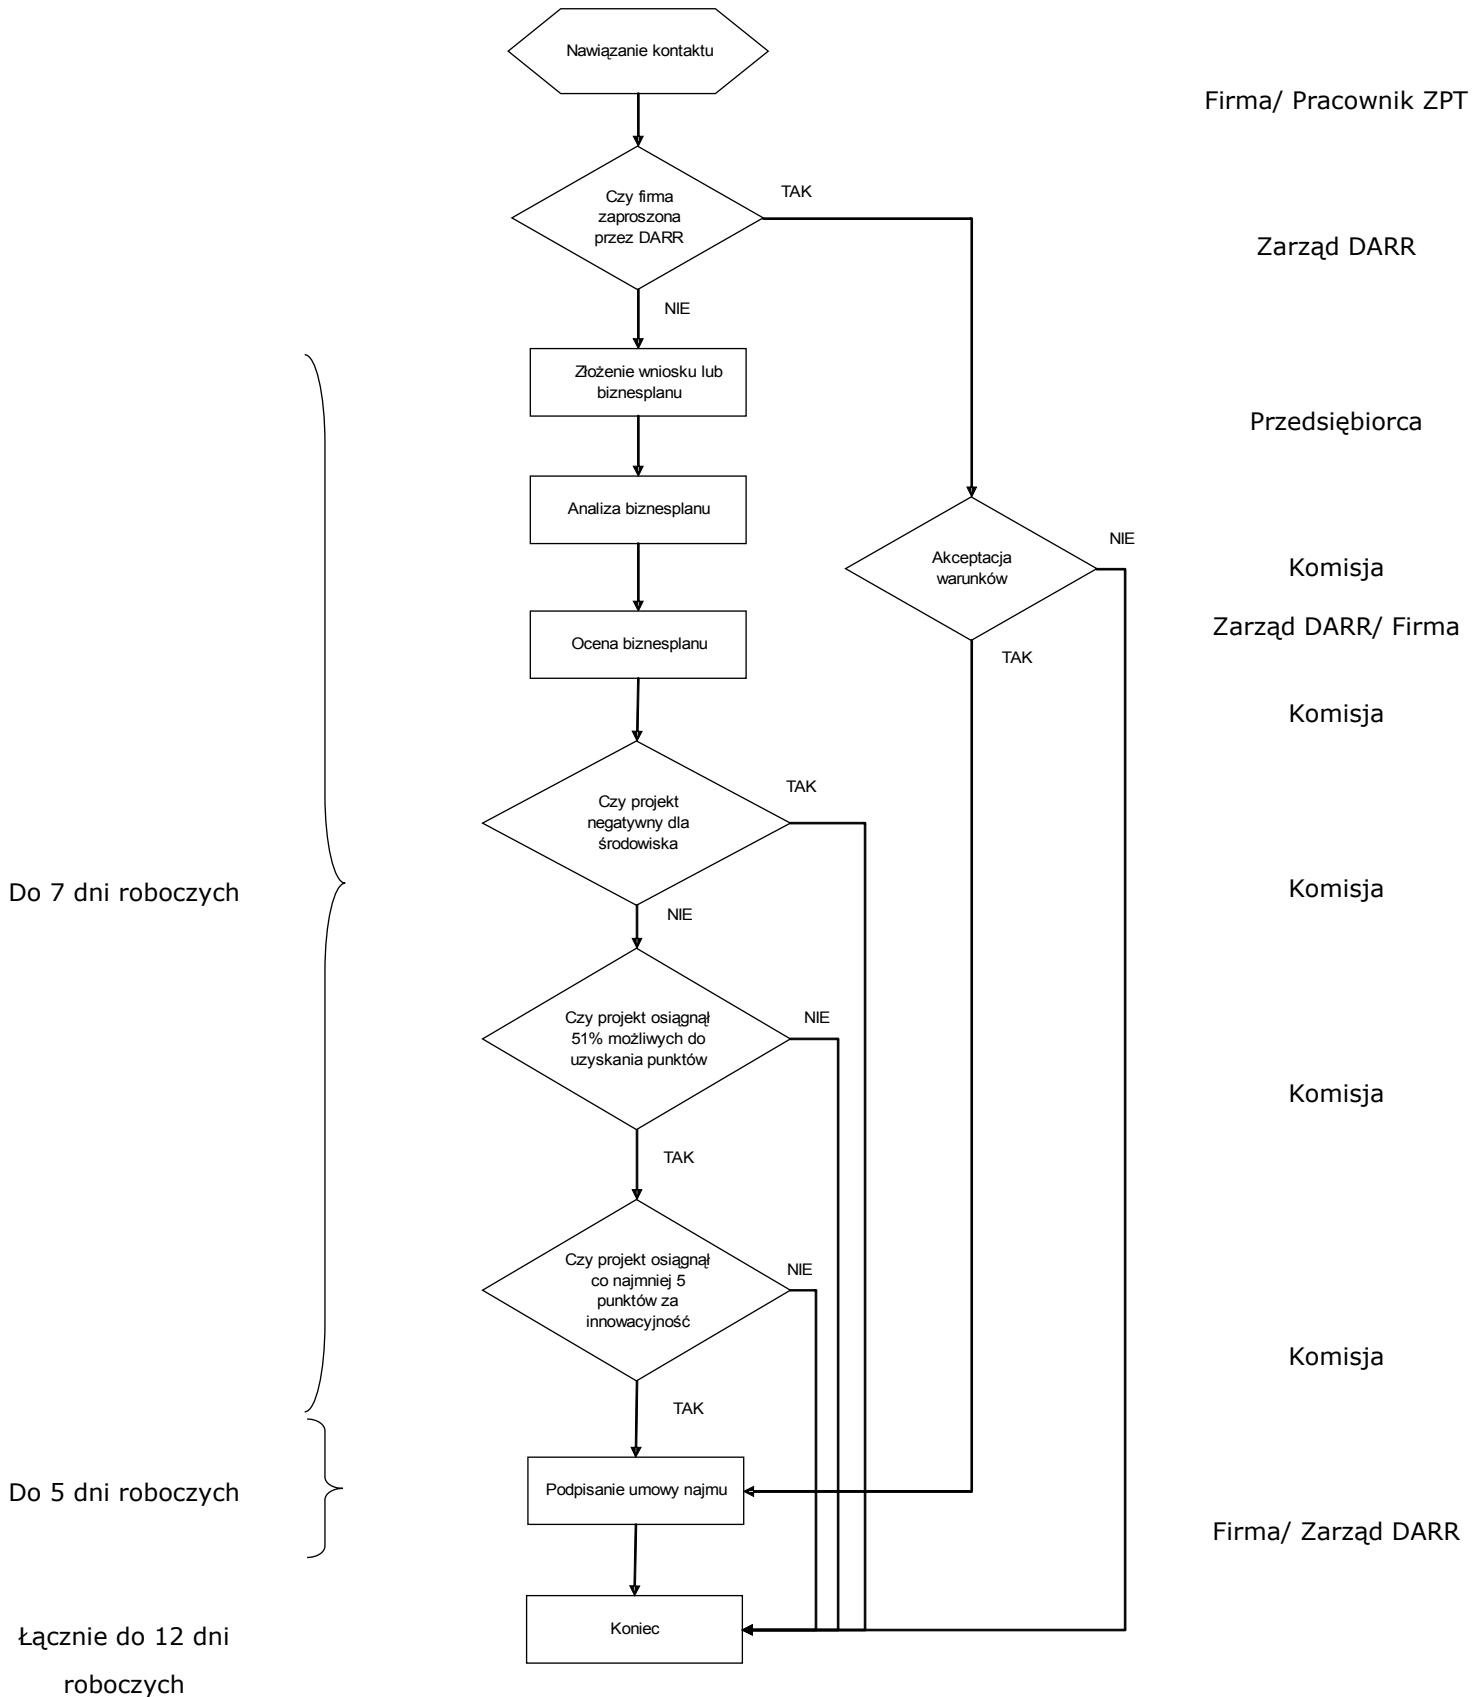 Nawiązanie kontaktu
Firma/ Pracownik ZPT
Czy firma
zaproszona
przez DARR
TAK
Zarząd DARR
NIE
Złożenie wniosku lub
biznesplanu
Przedsiębiorca
Analiza biznesplanu
Akceptacja
warunków
NIE
Komisja
Zarząd DARR/ Firma
Ocena biznesplanu
TAK
Komisja
Czy projekt
negatywny dla
środowiska
TAK
Do 7 dni roboczych
Komisja
NIE
Czy projekt osiągnął
51% możliwych do
uzyskania punktów
NIE
Komisja
TAK
Czy projekt osiągnął
co najmniej 5
punktów za
innowacyjność
NIE
Komisja
TAK
Do 5 dni roboczych
Podpisanie umowy najmu
Firma/ Zarząd DARR
Koniec
Łącznie do 12 dni
roboczych